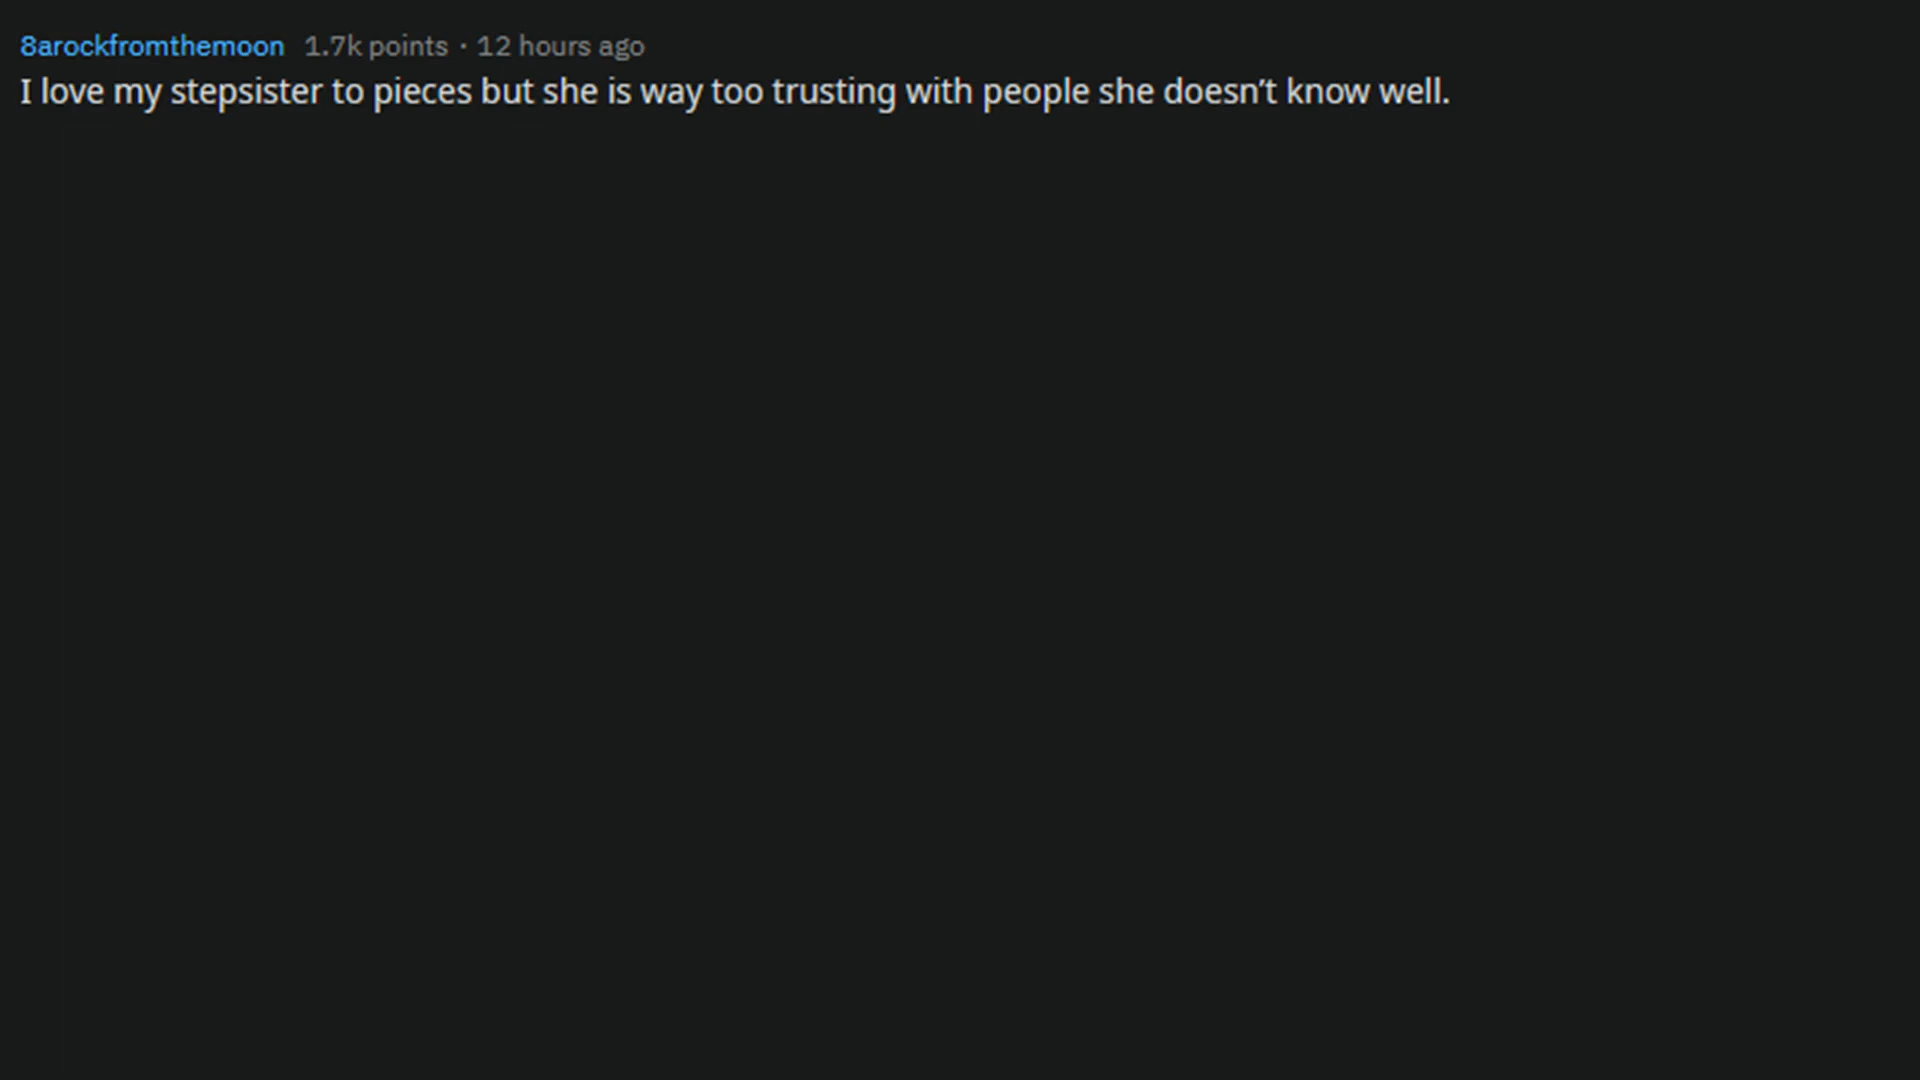 8arockfromthemoon 1.7k points · 12 hours ago
I love my stepsister to pieces but she is way too trusting with people she doesn’t know well.